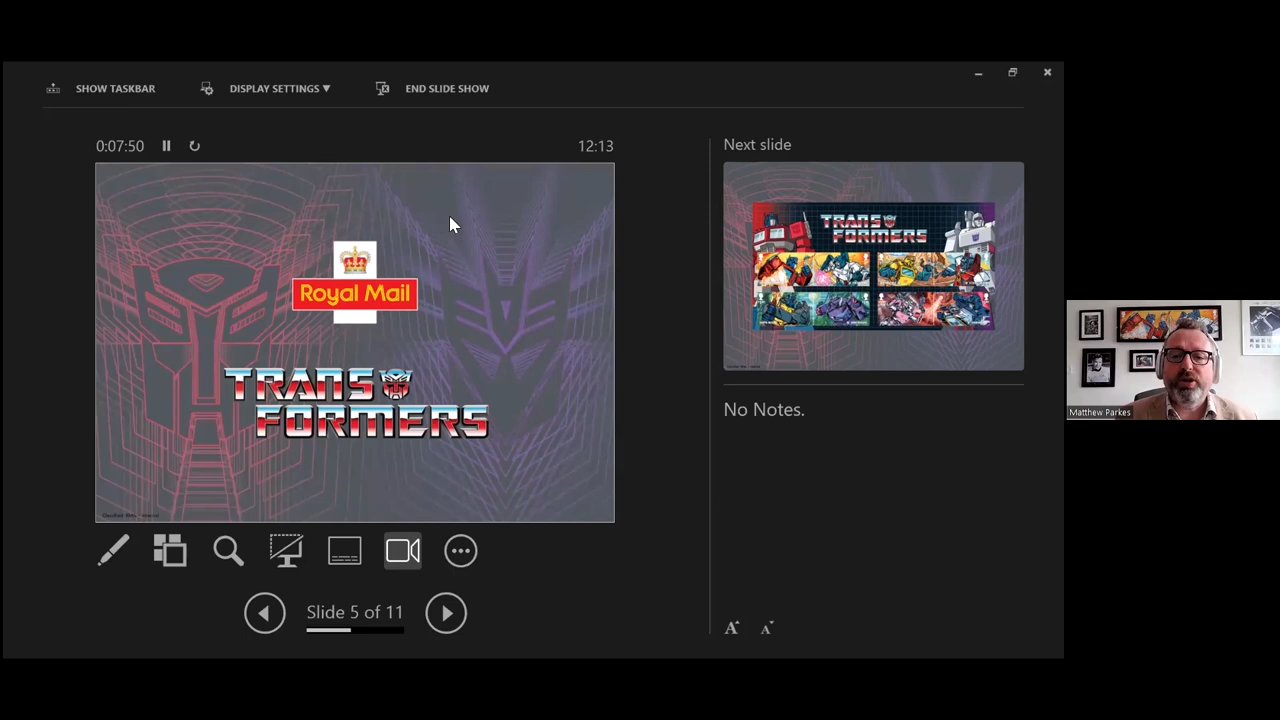 SHOW TASKBAR
DISPLAY SETTINGS ▼
END SLIDE SHOW
0:07:50
12:13
Next slide
Royal Mail
TRANS
FORMERS
TRANS
FORMERS
No Notes.
Matthew Parkes
Slide 5 of 11